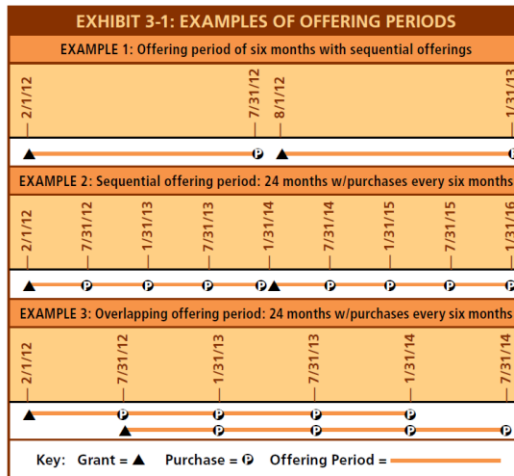 EXHIBIT 3-1: EXAMPLES OF OFFERING PERIODS
EXAMPLE 1: Offering period of six months with sequential offerings
2/1/12
7/31/12
8/1/12
1/31/13
P P
EXAMPLE 2: Sequential offering period: 24 months w/purchases every six months
2/1/12
7/31/12
1/31/13
7/31/13
1/31/14
7/31/14
1/31/15
7/31/15
1/31/16
P P P P P P P P
EXAMPLE 3: Overlapping offering period: 24 months w/purchases every six months
2/1/12
7/31/12
1/31/13
7/31/13
1/31/14
7/31/14
P P P P
P P P P
Key: Grant = ▲ Purchase = P Offering Period =